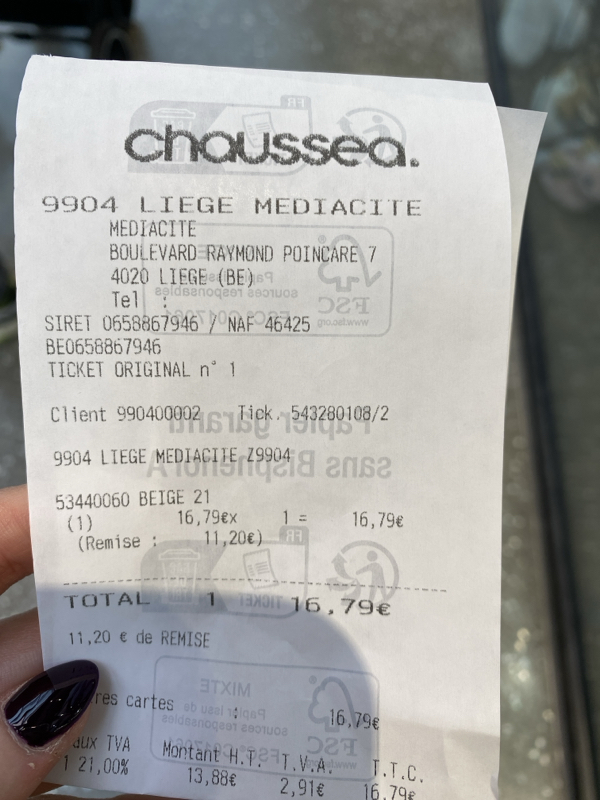 chaussea.
9904 LIEGE MEDIACITE
MEDIACITE
BOULEVARD RAYMOND POINCARE 7
4020 LIEGE (BE)
Tel :
SIRET 0658867946 / NAF 46425
BE0658867946
TICKET ORIGINAL n° 1
Client 990400002 Tick. 543280108/2
9904 LIEGE MEDIACITE Z9904
53440060 BEIGE 21
(1) 16,79€x 1 = 16,79€
(Remise : 11,20€)
TOTAL 1 16,79€
11,20 € de REMISE
res cartes : 16,79€
aux TVA Montant H.T. T.V.A. T.T.C.
1 21,00% 13,88€ 2,91€ 16,79€